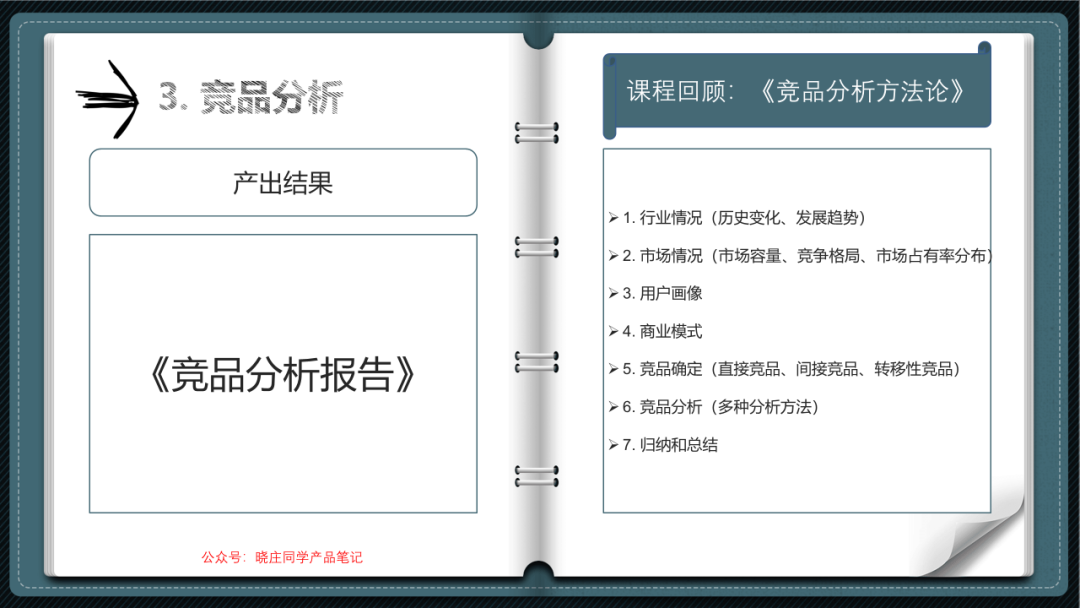 3. 竞品分析
产出结果
《竞品分析报告》
公众号：晓庄同学产品笔记
课程回顾：《竞品分析方法论》
➢ 1. 行业情况（历史变化、发展趋势）
➢ 2. 市场情况（市场容量、竞争格局、市场占有率分布）
➢ 3. 用户画像
➢ 4. 商业模式
➢ 5. 竞品确定（直接竞品、间接竞品、转移性竞品）
➢ 6. 竞品分析（多种分析方法）
➢ 7. 归纳和总结